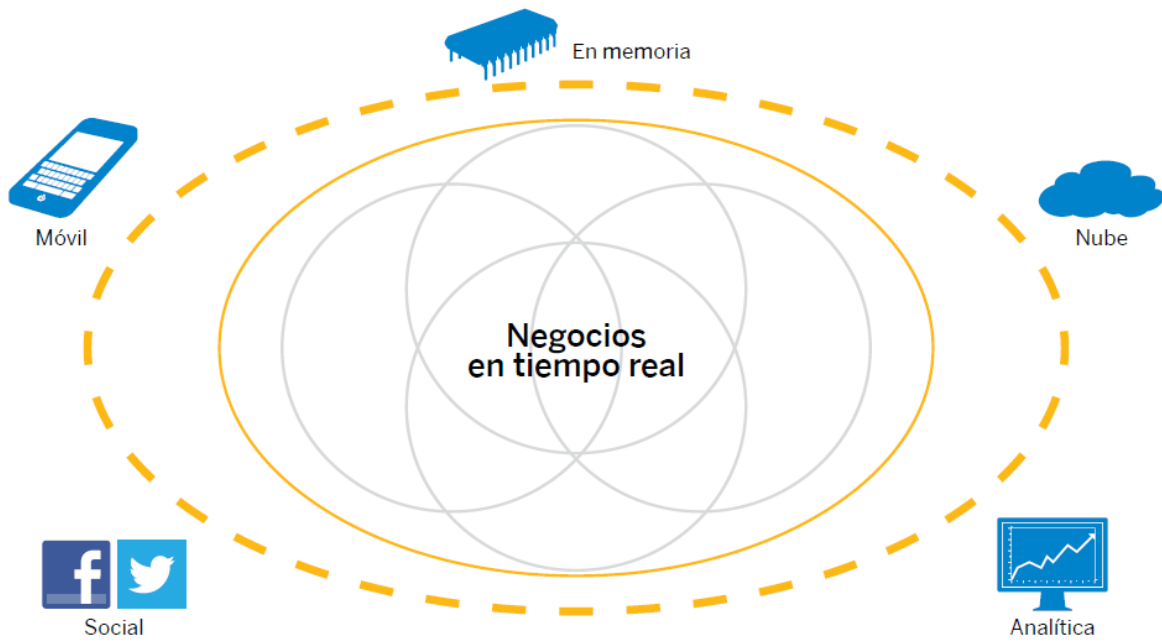 En memoria
Móvil
Nube
Negocios
en tiempo real
f
Social
Analítica